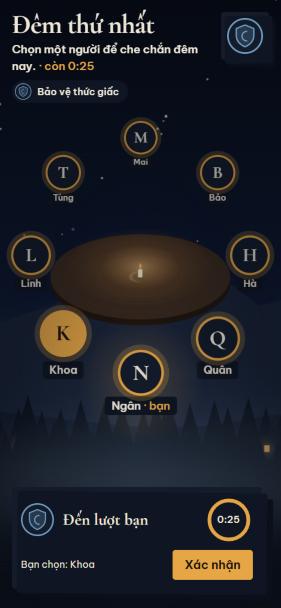 Đêm thứ nhất
Chọn một người để che chắn đêm
nay. · còn 0:25
Bảo vệ thức giấc
M
Mai
T
Tùng
B
Bảo
L
Linh
H
Hà
K
Khoa
Q
Quân
N
Ngân · bạn
Đến lượt bạn
0:25
Bạn chọn: Khoa
Xác nhận